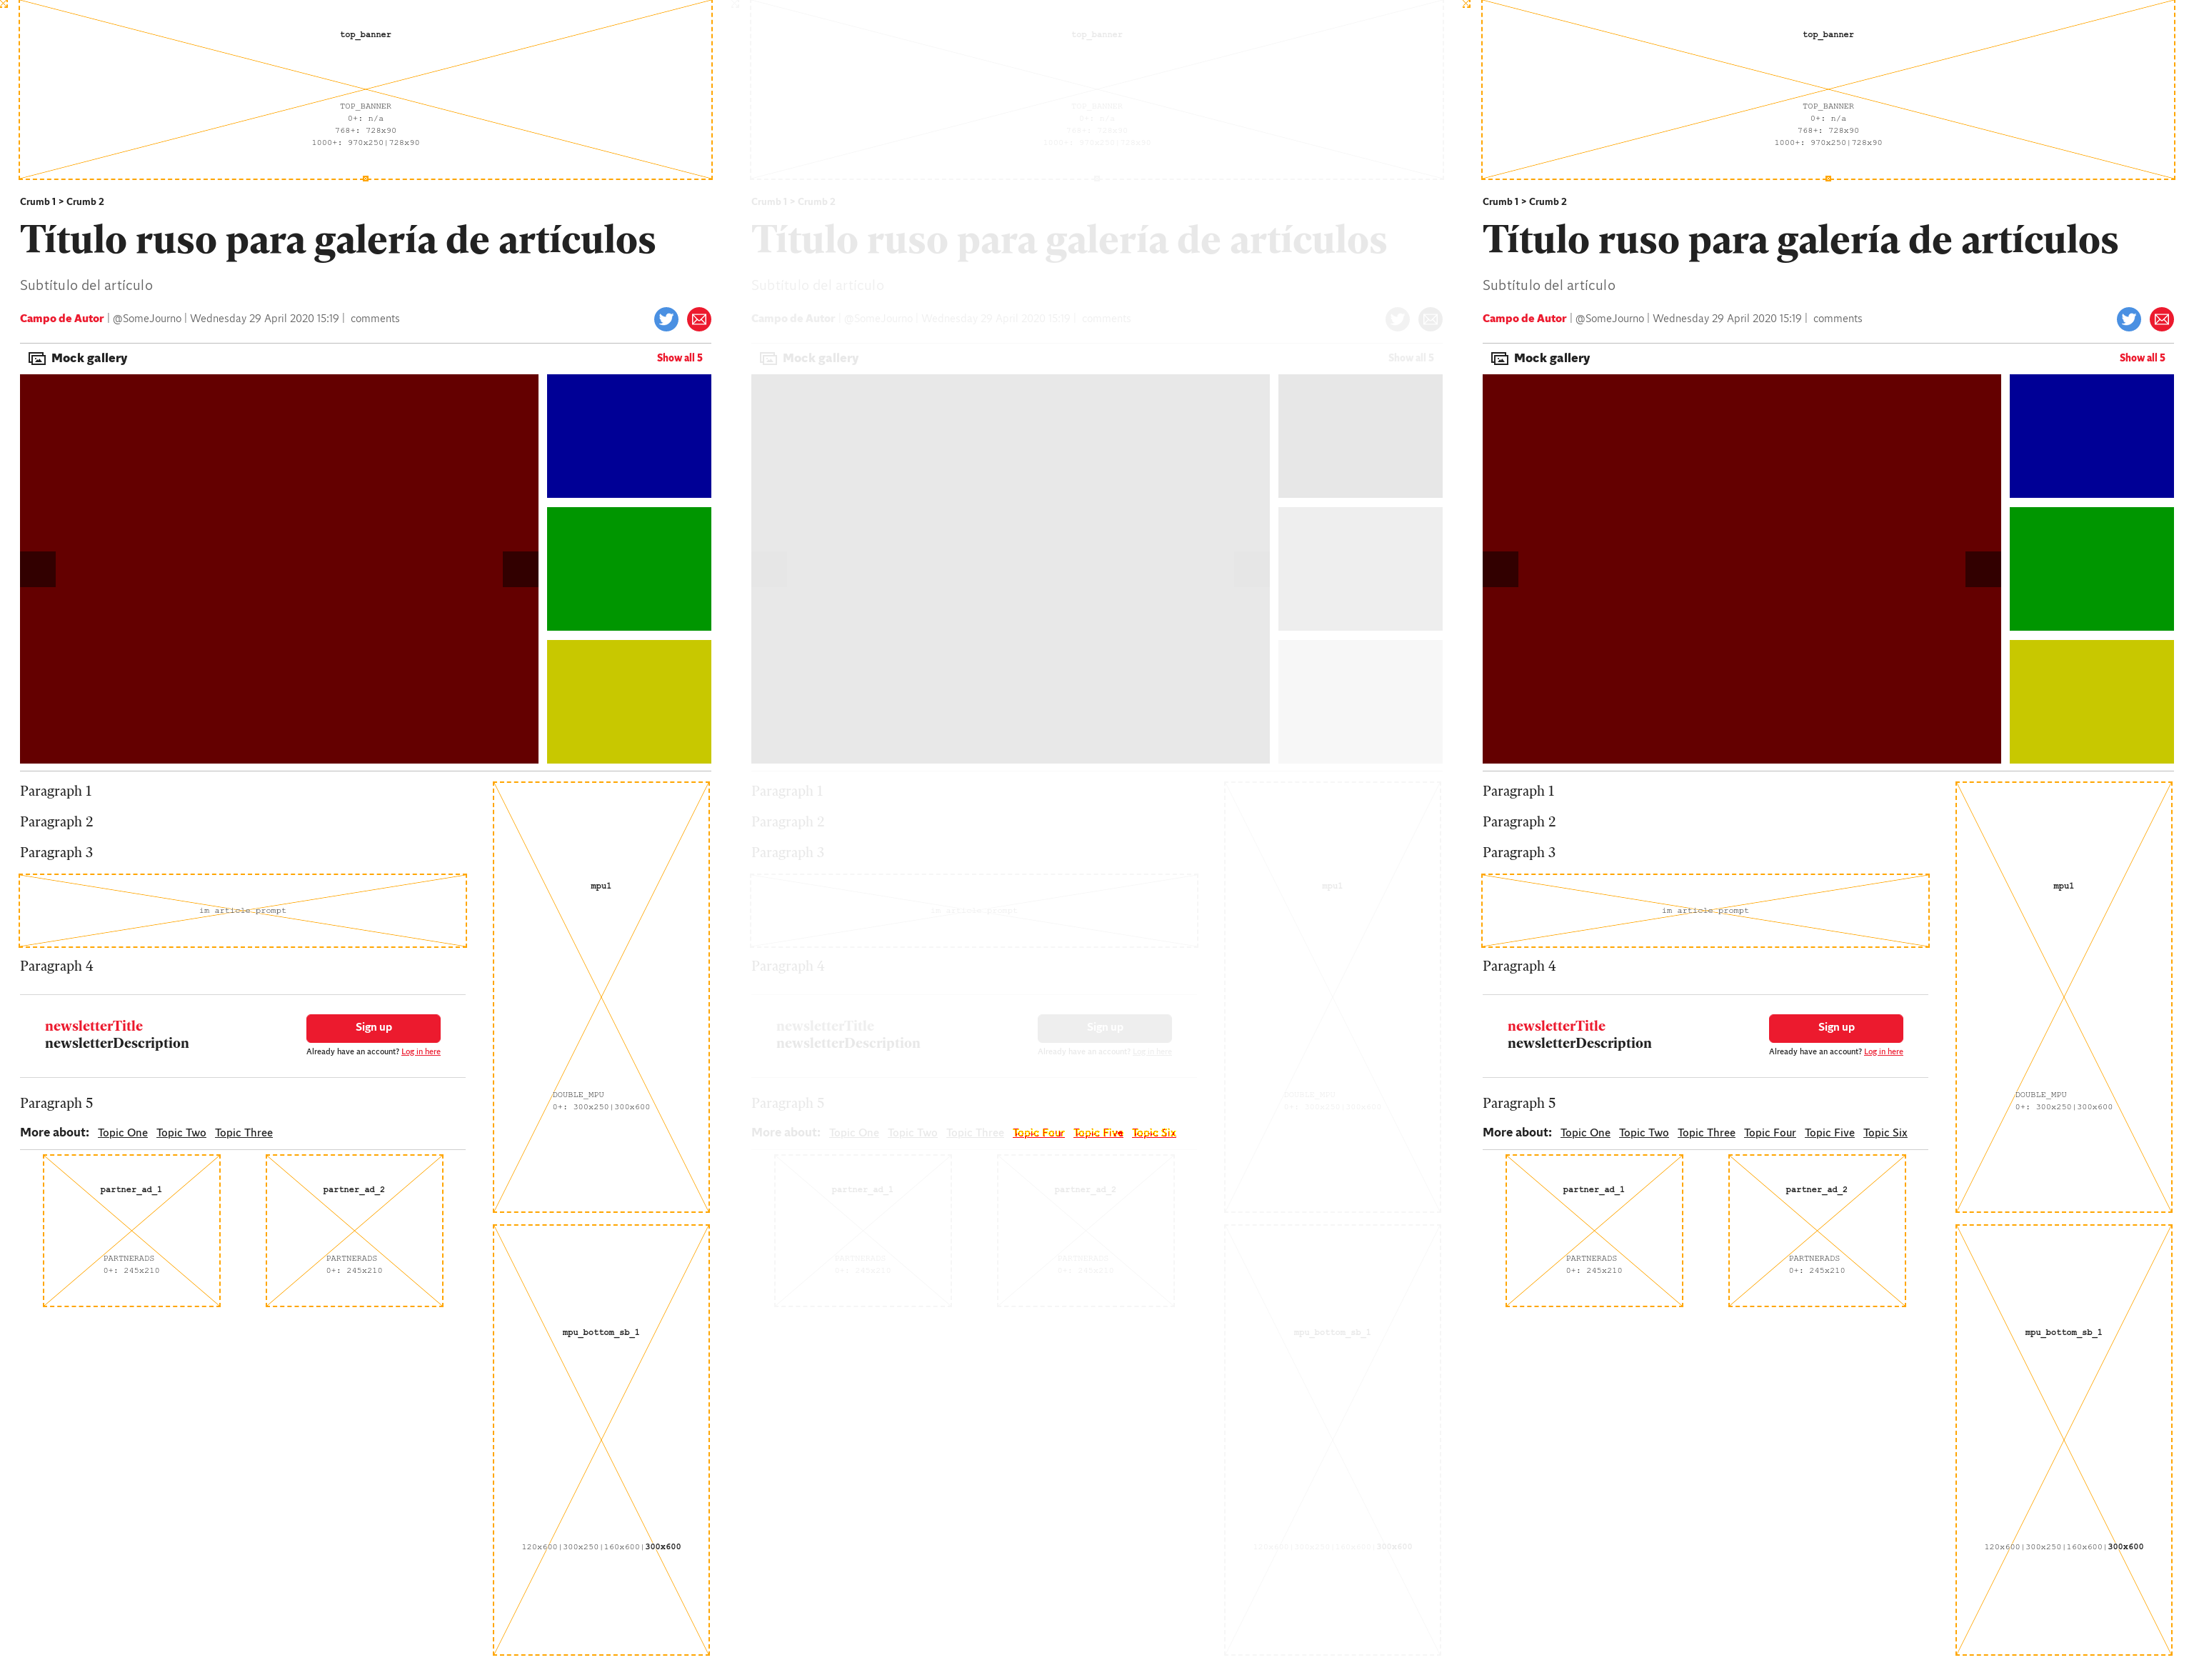 top_banner
TOP_BANNER
0+: n/a
768+: 728x90
1000+: 970x250|728x90
Crumb 1 > Crumb 2
Título ruso para galería de artículos
Subtítulo del artículo
Campo de Autor | @SomeJourno | Wednesday 29 April 2020 15:19 | comments
Mock gallery
Show all 5
Paragraph 1
Paragraph 2
Paragraph 3
im_article_prompt
Paragraph 4
newsletterTitle
newsletterDescription
Sign up
Already have an account? Log in here
Paragraph 5
More about: Topic One Topic Two Topic Three
partner_ad_1
PARTNERADS
0+: 245x210
partner_ad_2
PARTNERADS
0+: 245x210
mpu1
DOUBLE_MPU
0+: 300x250|300x600
mpu_bottom_sb_1
120x600|300x250|160x600|300x600
top_banner
TOP_BANNER
0+: n/a
768+: 728x90
1000+: 970x250|728x90
Crumb 1 > Crumb 2
Título ruso para galería de artículos
Subtítulo del artículo
Campo de Autor | @SomeJourno | Wednesday 29 April 2020 15:19 | comments
Mock gallery
Show all 5
Paragraph 1
Paragraph 2
Paragraph 3
im_article_prompt
Paragraph 4
newsletterTitle
newsletterDescription
Sign up
Already have an account? Log in here
Paragraph 5
More about: Topic One Topic Two Topic Three Topic Four Topic Five Topic Six
partner_ad_1
PARTNERADS
0+: 245x210
partner_ad_2
PARTNERADS
0+: 245x210
mpu1
DOUBLE_MPU
0+: 300x250|300x600
mpu_bottom_sb_1
120x600|300x250|160x600|300x600
top_banner
TOP_BANNER
0+: n/a
768+: 728x90
1000+: 970x250|728x90
Crumb 1 > Crumb 2
Título ruso para galería de artículos
Subtítulo del artículo
Campo de Autor | @SomeJourno | Wednesday 29 April 2020 15:19 | comments
Mock gallery
Show all 5
Paragraph 1
Paragraph 2
Paragraph 3
im_article_prompt
Paragraph 4
newsletterTitle
newsletterDescription
Sign up
Already have an account? Log in here
Paragraph 5
More about: Topic One Topic Two Topic Three Topic Four Topic Five Topic Six
partner_ad_1
PARTNERADS
0+: 245x210
partner_ad_2
PARTNERADS
0+: 245x210
mpu1
DOUBLE_MPU
0+: 300x250|300x600
mpu_bottom_sb_1
120x600|300x250|160x600|300x600